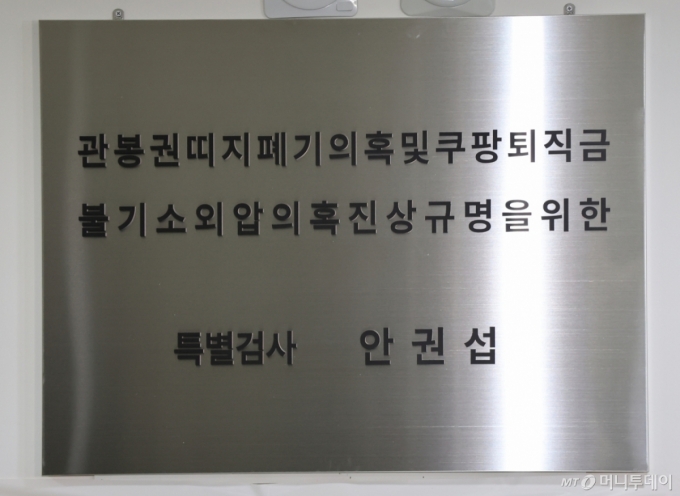 관봉권띠지폐기의혹및쿠팡퇴직금
불기소외압의혹진상규명을위한
특별검사 안권섭
MT 머니투데이